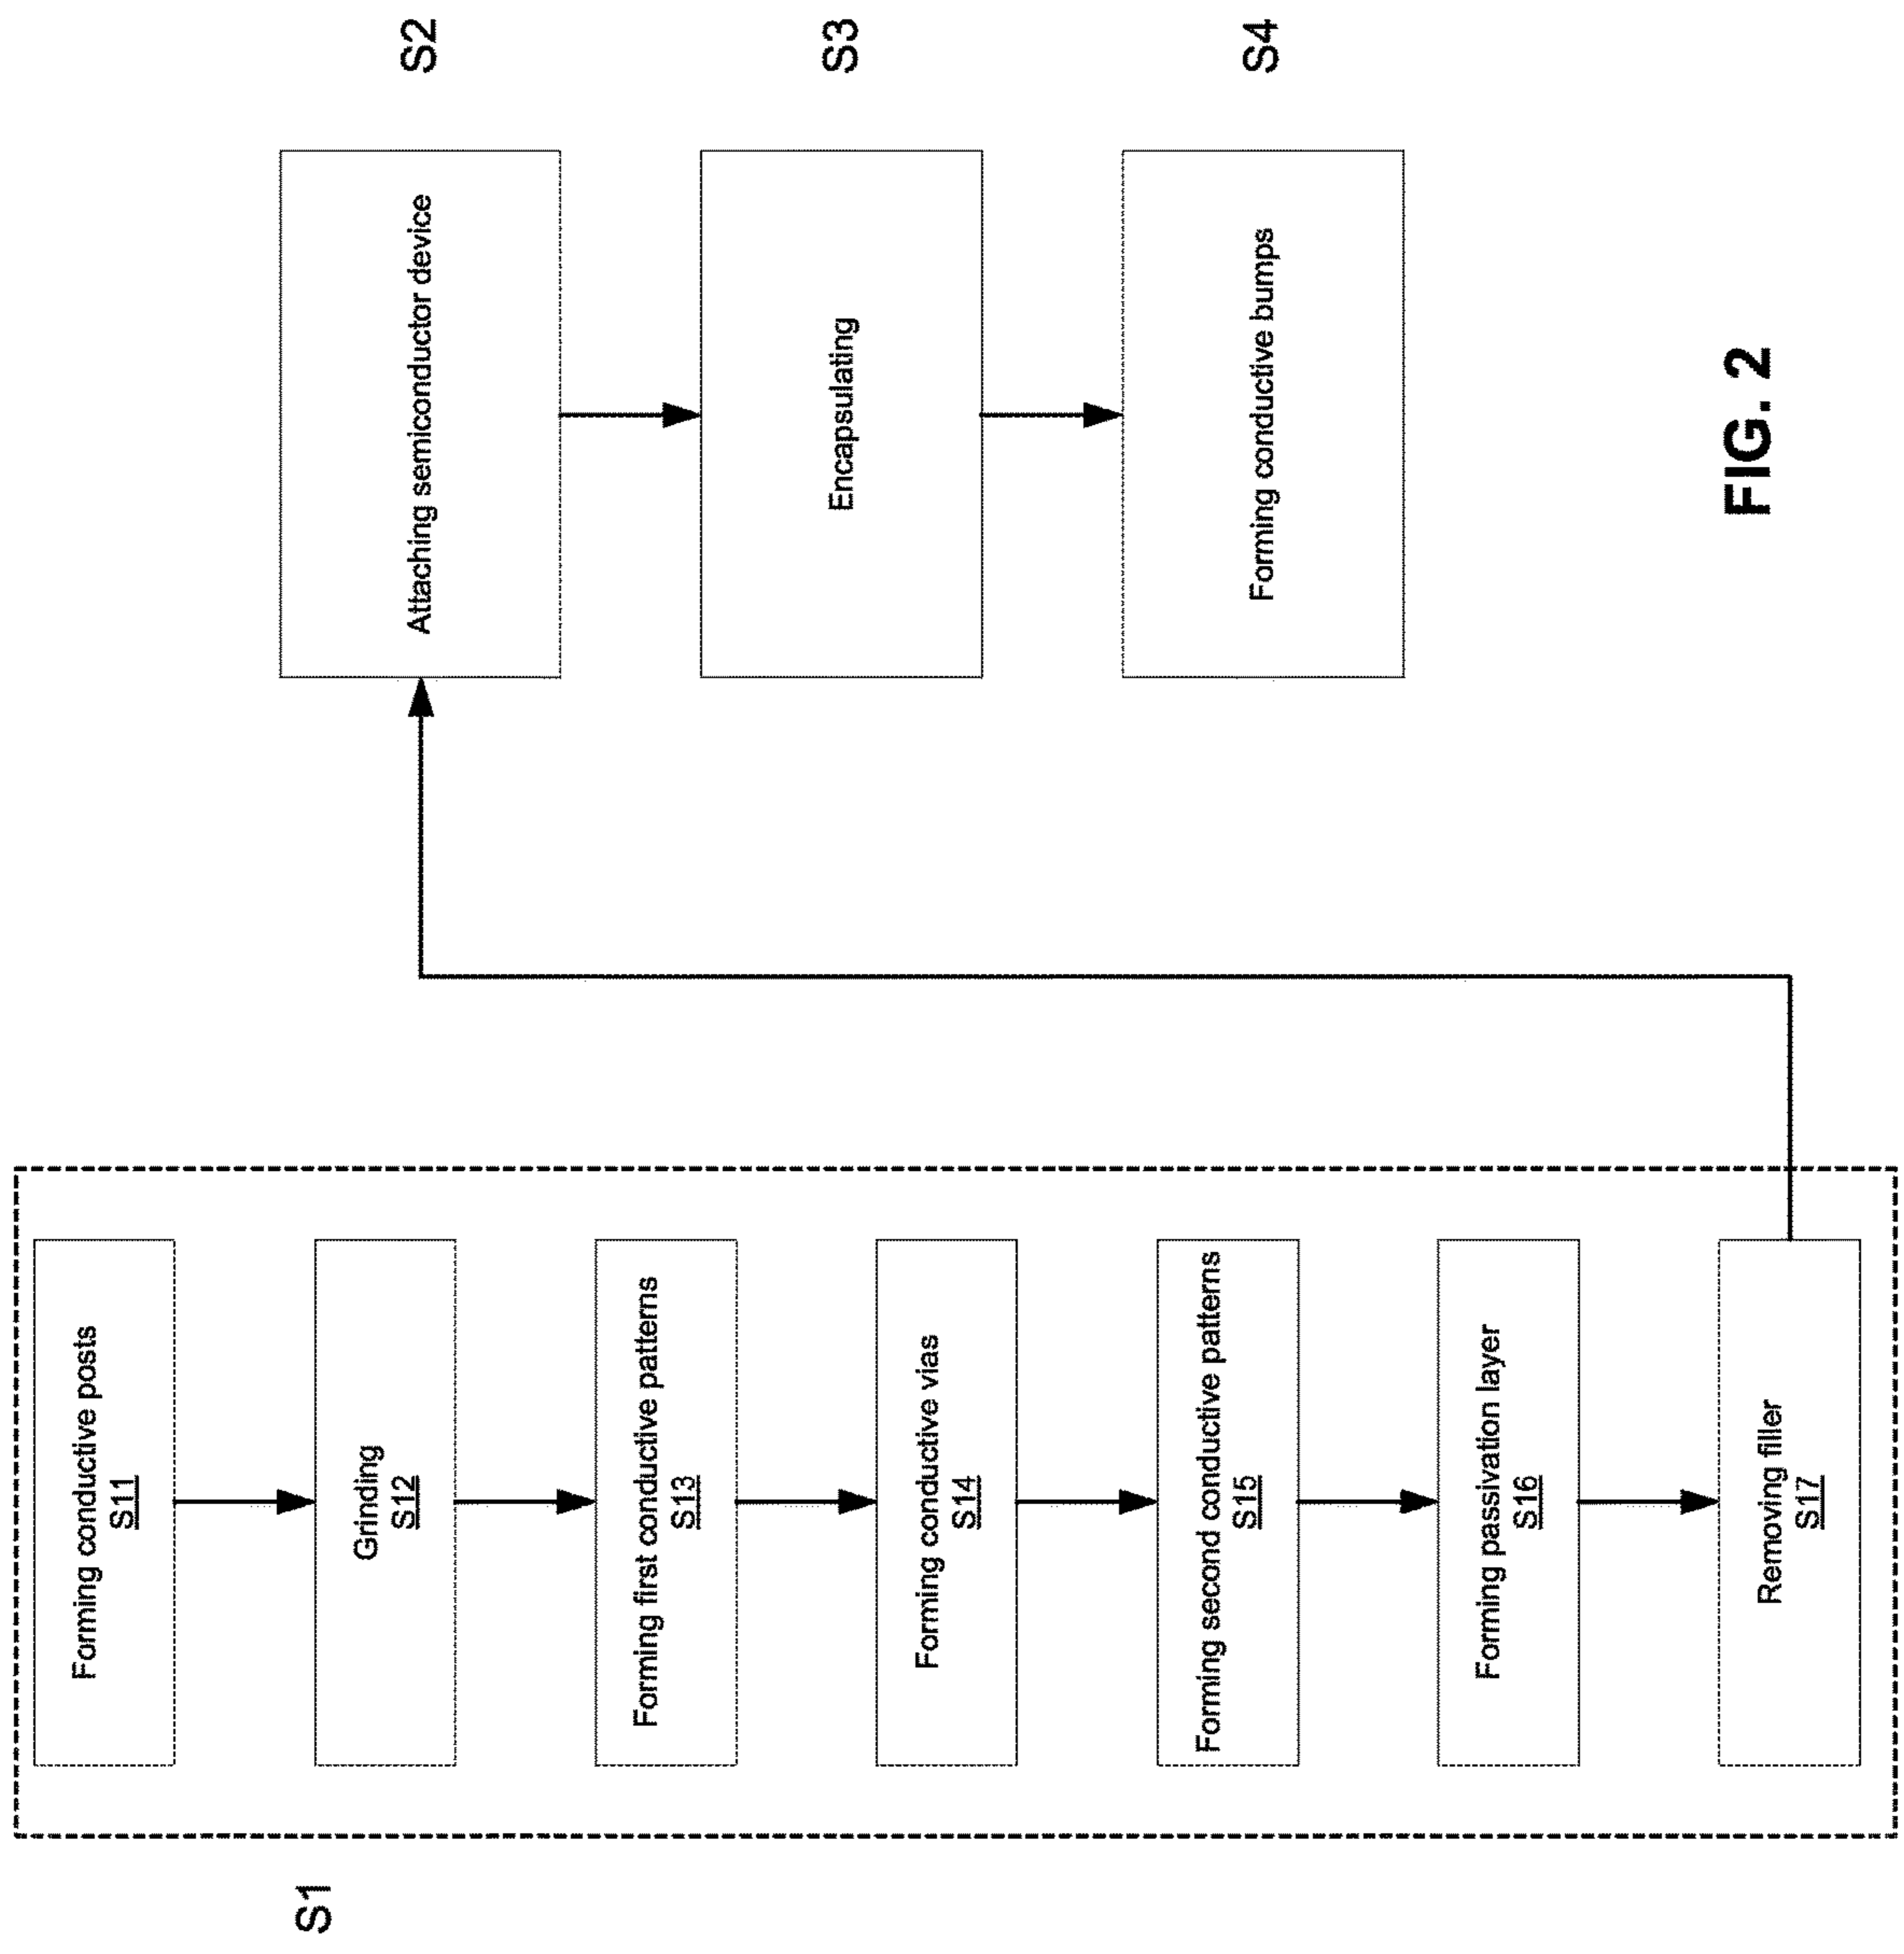 S1
Forming conductive posts
S11
Grinding
S12
Forming first conductive patterns
S13
Forming conductive vias
S14
Forming second conductive patterns
S15
Forming passivation layer
S16
Removing filler
S17
Attaching semiconductor device
S2
Encapsulating
S3
Forming conductive bumps
S4
FIG. 2